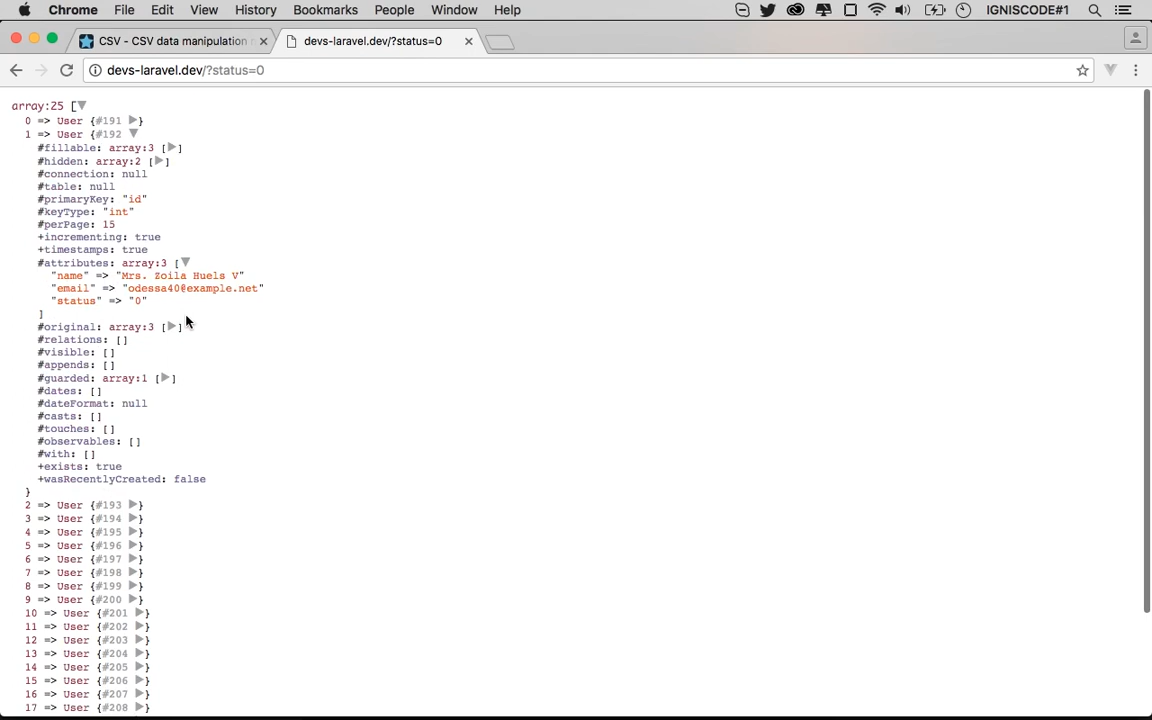 Chrome File Edit View History Bookmarks People Window Help IGNISCODE#1
CSV - CSV data manipulation devs-laravel.dev/?status=0
devs-laravel.dev/?status=0
array:25 [
0 => User {#191 }
1 => User {#192
#fillable: array:3 [ ]
#hidden: array:2 [ ]
#connection: null
#table: null
#primaryKey: "id"
#keyType: "int"
#perPage: 15
+incrementing: true
+timestamps: true
#attributes: array:3 [
"name" => "Mrs. Zoila Huels V"
"email" => "odessa40@example.net"
"status" => "0"
]
#original: array:3 [ ]
#relations: []
#visible: []
#appends: []
#guarded: array:1 [ ]
#dates: []
#dateFormat: null
#casts: []
#touches: []
#observables: []
#with: []
+exists: true
+wasRecentlyCreated: false
}
2 => User {#193 }
3 => User {#194 }
4 => User {#195 }
5 => User {#196 }
6 => User {#197 }
7 => User {#198 }
8 => User {#199 }
9 => User {#200 }
10 => User {#201 }
11 => User {#202 }
12 => User {#203 }
13 => User {#204 }
14 => User {#205 }
15 => User {#206 }
16 => User {#207 }
17 => User {#208 }